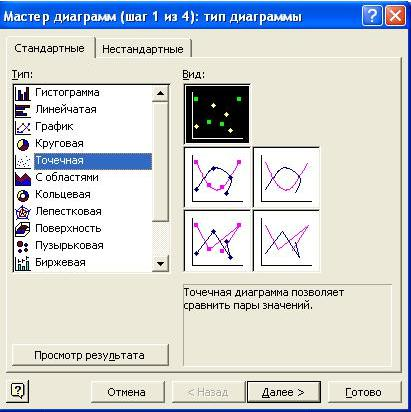 Мастер диаграмм (шаг 1 из 4): тип диаграммы
Стандартные Нестандартные
Тип: Вид:
Гистограмма
Линейчатая
График
Круговая
Точечная
С областями
Кольцевая
Лепестковая
Поверхность
Пузырьковая
Биржевая
Точечная диаграмма позволяет
сравнить пары значений.
Просмотр результата
Отмена < Назад Далее > Готово